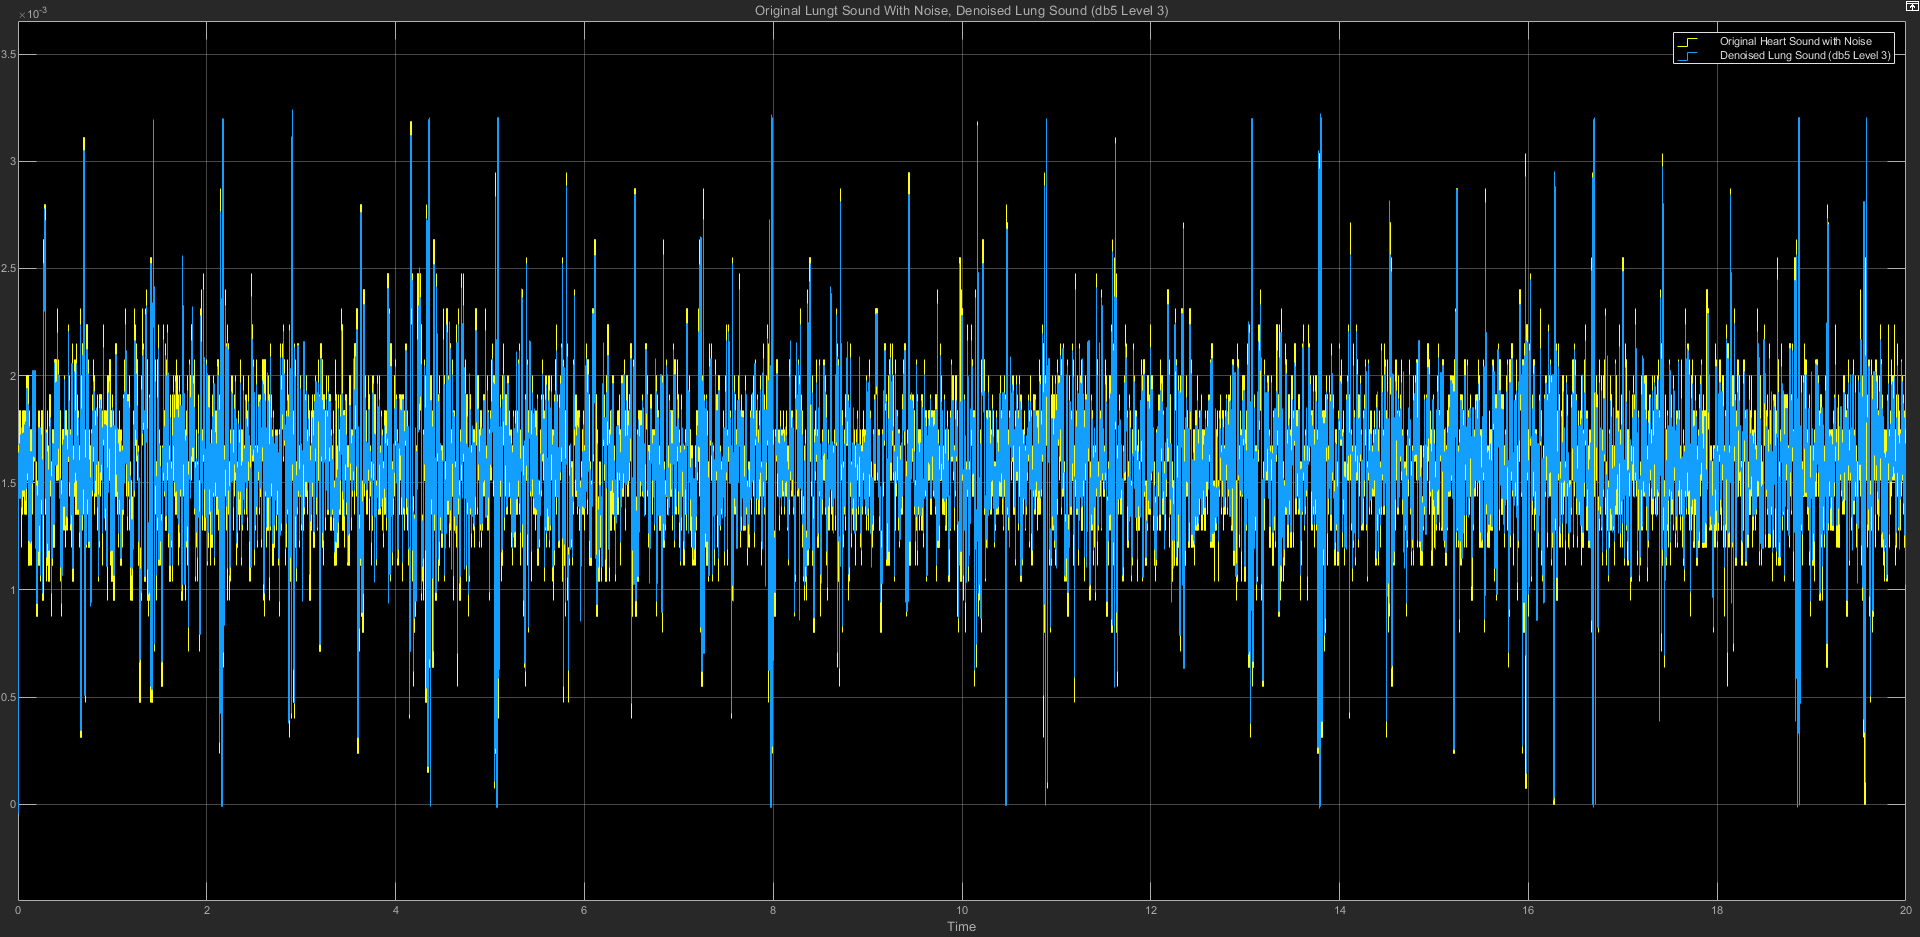 Original Lungt Sound With Noise, Denoised Lung Sound (db5 Level 3)
×10⁻³
Original Heart Sound with Noise
Denoised Lung Sound (db5 Level 3)
3.5
3
2.5
2
1.5
1
0.5
0
0 2 4 6 8 10 12 14 16 18 20
Time